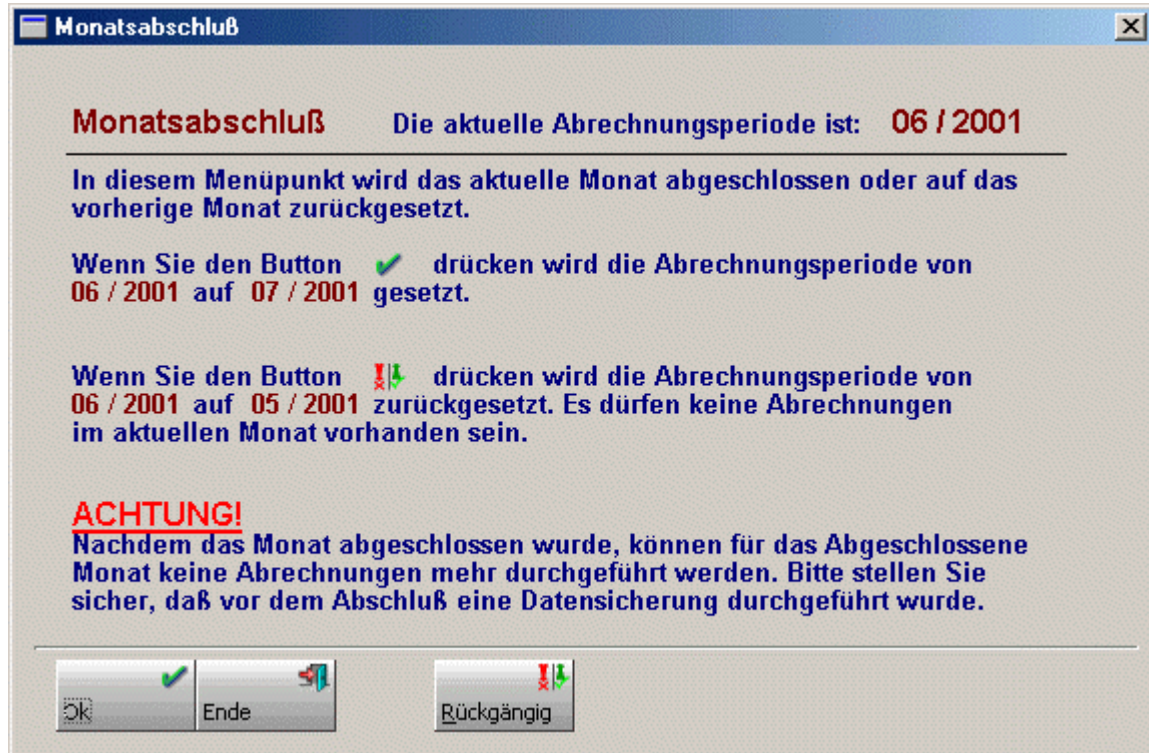 Monatsabschluß
Monatsabschluß Die aktuelle Abrechnungsperiode ist: 06 / 2001
In diesem Menüpunkt wird das aktuelle Monat abgeschlossen oder auf das
vorherige Monat zurückgesetzt.
Wenn Sie den Button drücken wird die Abrechnungsperiode von
06 / 2001 auf 07 / 2001 gesetzt.
Wenn Sie den Button drücken wird die Abrechnungsperiode von
06 / 2001 auf 05 / 2001 zurückgesetzt. Es dürfen keine Abrechnungen
im aktuellen Monat vorhanden sein.
ACHTUNG!
Nachdem das Monat abgeschlossen wurde, können für das Abgeschlossene
Monat keine Abrechnungen mehr durchgeführt werden. Bitte stellen Sie
sicher, daß vor dem Abschluß eine Datensicherung durchgeführt wurde.
Ok Ende Rückgängig